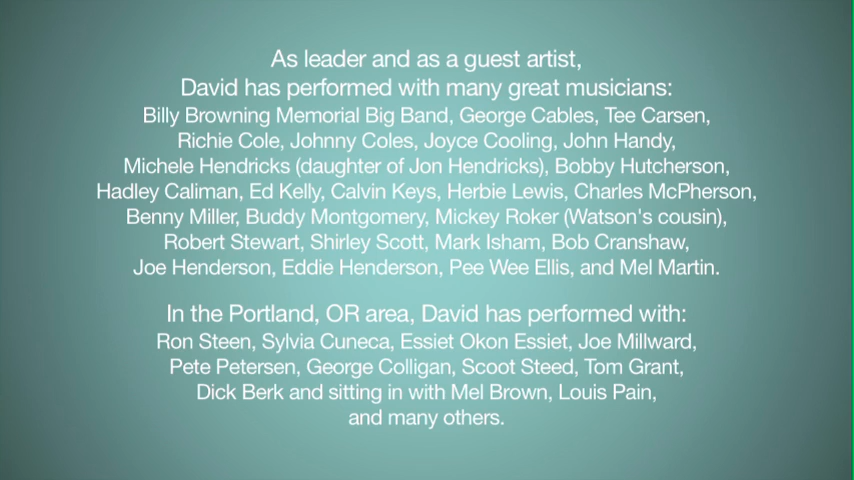 As leader and as a guest artist,
David has performed with many great musicians:
Billy Browning Memorial Big Band, George Cables, Tee Carsen,
Richie Cole, Johnny Coles, Joyce Cooling, John Handy,
Michele Hendricks (daughter of Jon Hendricks), Bobby Hutcherson,
Hadley Caliman, Ed Kelly, Calvin Keys, Herbie Lewis, Charles McPherson,
Benny Miller, Buddy Montgomery, Mickey Roker (Watson's cousin),
Robert Stewart, Shirley Scott, Mark Isham, Bob Cranshaw,
Joe Henderson, Eddie Henderson, Pee Wee Ellis, and Mel Martin.
In the Portland, OR area, David has performed with:
Ron Steen, Sylvia Cuneca, Essiet Okon Essiet, Joe Millward,
Pete Petersen, George Colligan, Scoot Steed, Tom Grant,
Dick Berk and sitting in with Mel Brown, Louis Pain,
and many others.